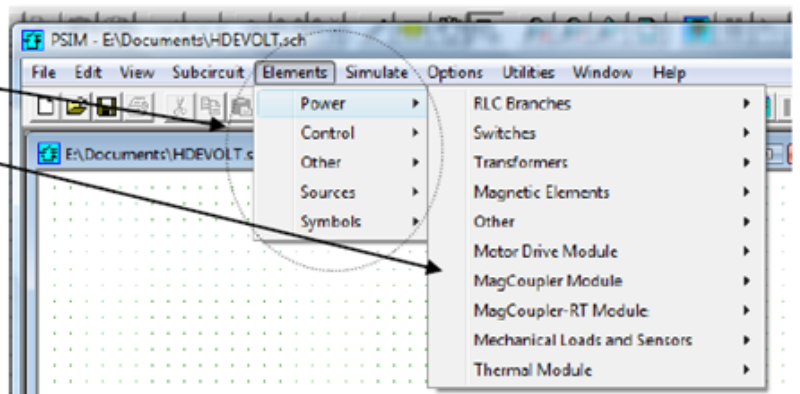 PSIM - E:\Documents\HDEVOLT.sch
File Edit View Subcircuit Elements Simulate Options Utilities Window Help
E:\Documents\HDEVOLT.s
Power
Control
Other
Sources
Symbols
RLC Branches
Switches
Transformers
Magnetic Elements
Other
Motor Drive Module
MagCoupler Module
MagCoupler-RT Module
Mechanical Loads and Sensors
Thermal Module